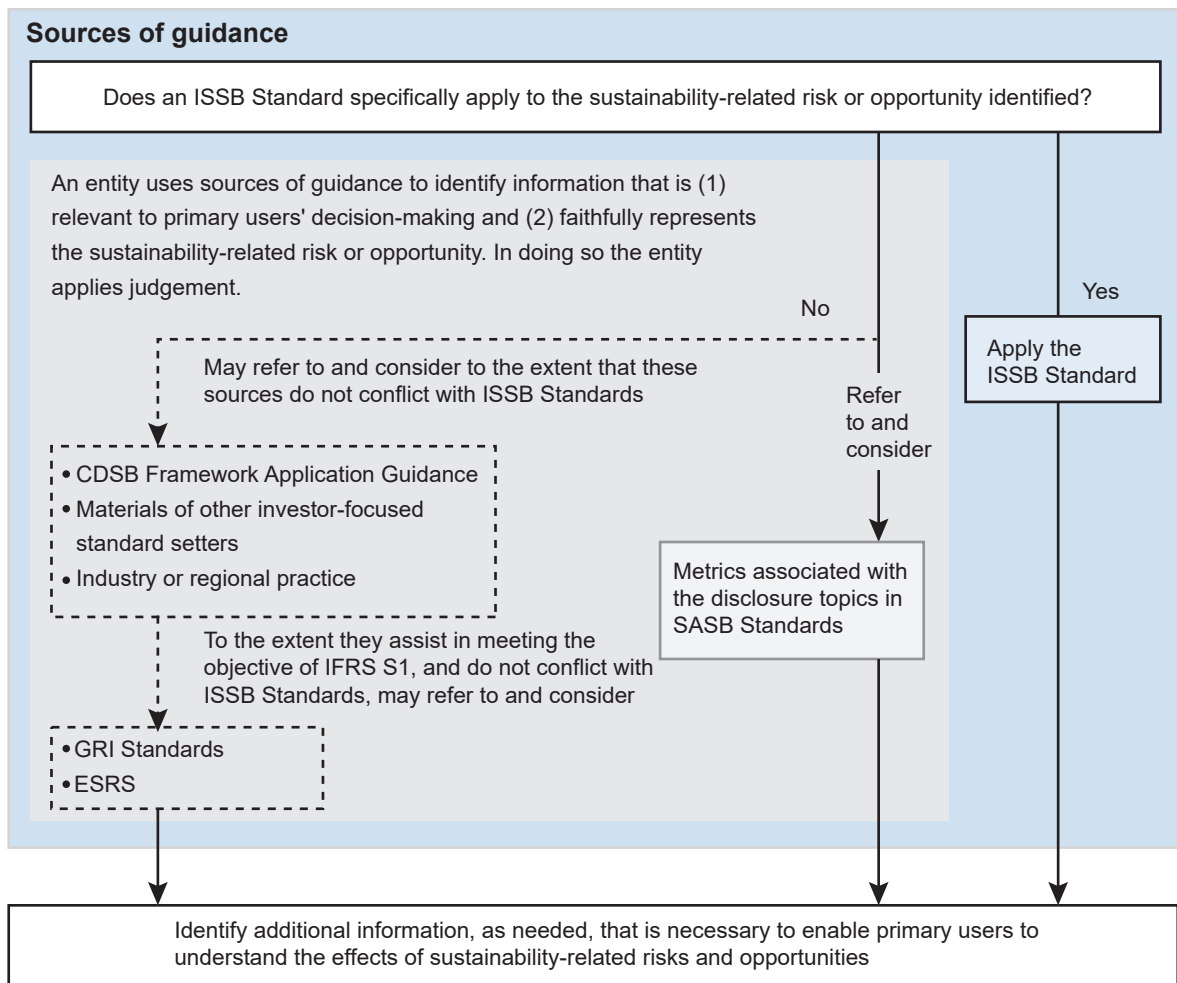 Sources of guidance
Does an ISSB Standard specifically apply to the sustainability-related risk or opportunity identified?
An entity uses sources of guidance to identify information that is (1)
relevant to primary users' decision-making and (2) faithfully represents
the sustainability-related risk or opportunity. In doing so the entity
applies judgement.
No
Yes
Apply the
ISSB Standard
May refer to and consider to the extent that these
sources do not conflict with ISSB Standards
Refer
to and
consider
• CDSB Framework Application Guidance
• Materials of other investor-focused
standard setters
• Industry or regional practice
Metrics associated with
the disclosure topics in
SASB Standards
To the extent they assist in meeting the
objective of IFRS S1, and do not conflict with
ISSB Standards, may refer to and consider
• GRI Standards
• ESRS
Identify additional information, as needed, that is necessary to enable primary users to
understand the effects of sustainability-related risks and opportunities